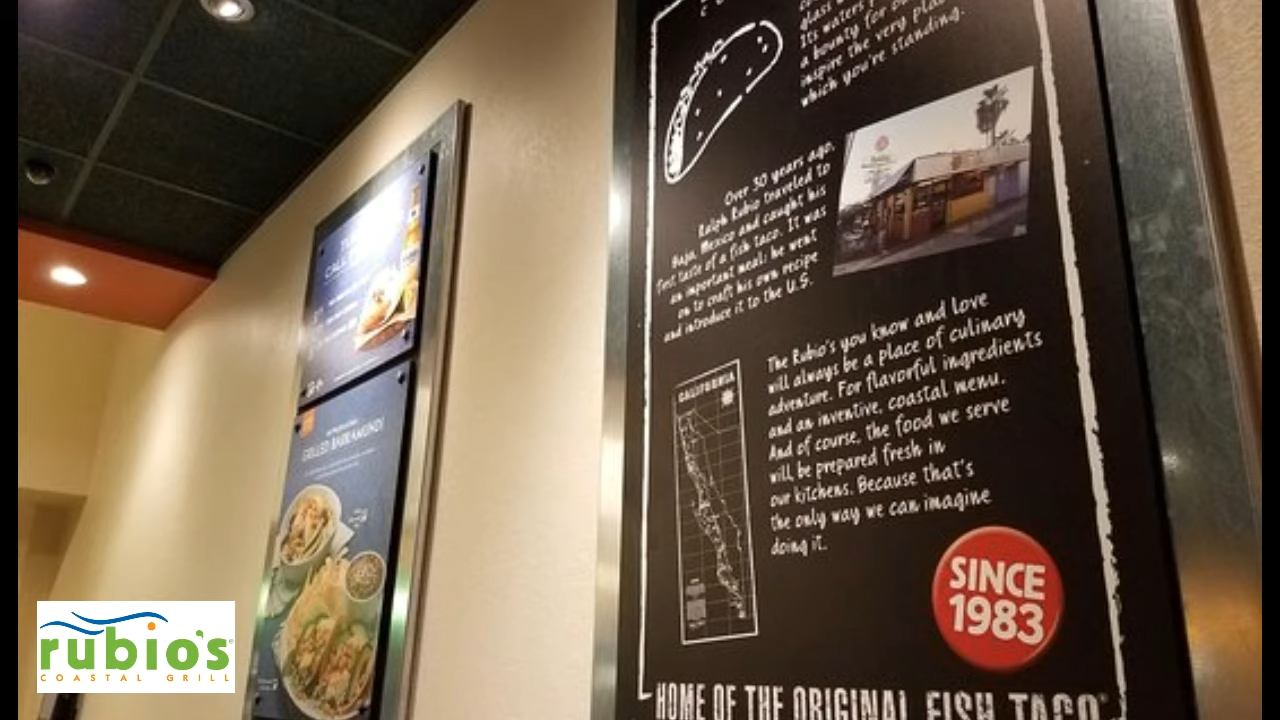 glass
Its waters
a bounty for
inspire the very
which you're standing.
Over 30 years ago,
Ralph Rubio traveled to
Baja, Mexico and caught his
first taste of a fish taco. It was
an important meal: he went
on to craft his own recipe
and introduce it to the U.S.
The Rubio's you know and love
will always be a place of culinary
adventure. For flavorful ingredients
and an inventive, coastal menu.
And of course, the food we serve
will, be prepared fresh in
our kitchens. Because that's
the only way we can imagine
doing it.
CALIFORNIA
SINCE
1983
HOME OF THE ORIGINAL FISH TACO
GRILLED BARRAMUNDI
rubio's
COASTAL GRILL